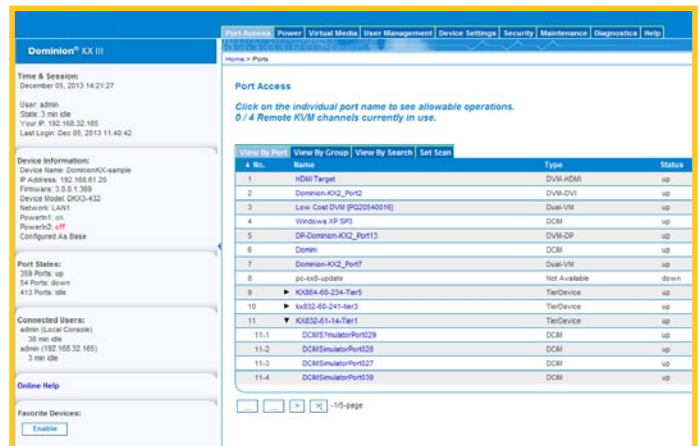 Port Access Power Virtual Media User Management Device Settings Security Maintenance Diagnostics Help
Dominion® KX III
Home > Ports
Time & Session:
December 05, 2013 14:21:27
User: admin
State: 3 min idle
Your IP: 192.168.32.165
Last Login: Dec 05, 2013 11:40:42
Device Information:
Device Name: DominionKX-sample
IP Address: 192.168.61.20
Firmware: 3.0.0.1.369
Device Model: DKX3-432
Network: LAN1
PowerIn1: on
PowerIn2: off
Configured As Base
Port States:
359 Ports: up
54 Ports: down
413 Ports: idle
Connected Users:
admin (Local Console)
38 min idle
admin (192.168.32.165)
3 min idle
Online Help
Favorite Devices:
Enable
Port Access
Click on the individual port name to see allowable operations.
0 / 4 Remote KVM channels currently in use.
View By Port View By Group View By Search Set Scan
▲ No. Name Type Status
1 HDMI Target DVM-HDMI up
2 Dominion-KX2_Port2 DVM-DVI up
3 Low Cost DVM [PQ20540016] Dual-VM up
4 Windows XP SP3 DCIM up
5 DP-Dominion-KX2_Port13 DVM-DP up
6 Domini DCIM up
7 Dominion-KX2_Port7 Dual-VM up
8 pc-kx8-update Not Available down
9 ► KX864-60-234-Tier5 TierDevice up
10 ► kx832-60-241-tier3 TierDevice up
11 ▼ KX832-61-14-Tier1 TierDevice up
11-1 DCIMS?mulatorPort029 DCIM up
11-2 DCIMSimulatorPort028 DCIM up
11-3 DCIMSimulatorPort027 DCIM up
11-4 DCIMSimulatorPort039 DCIM up
... ... > >| -1/5-page